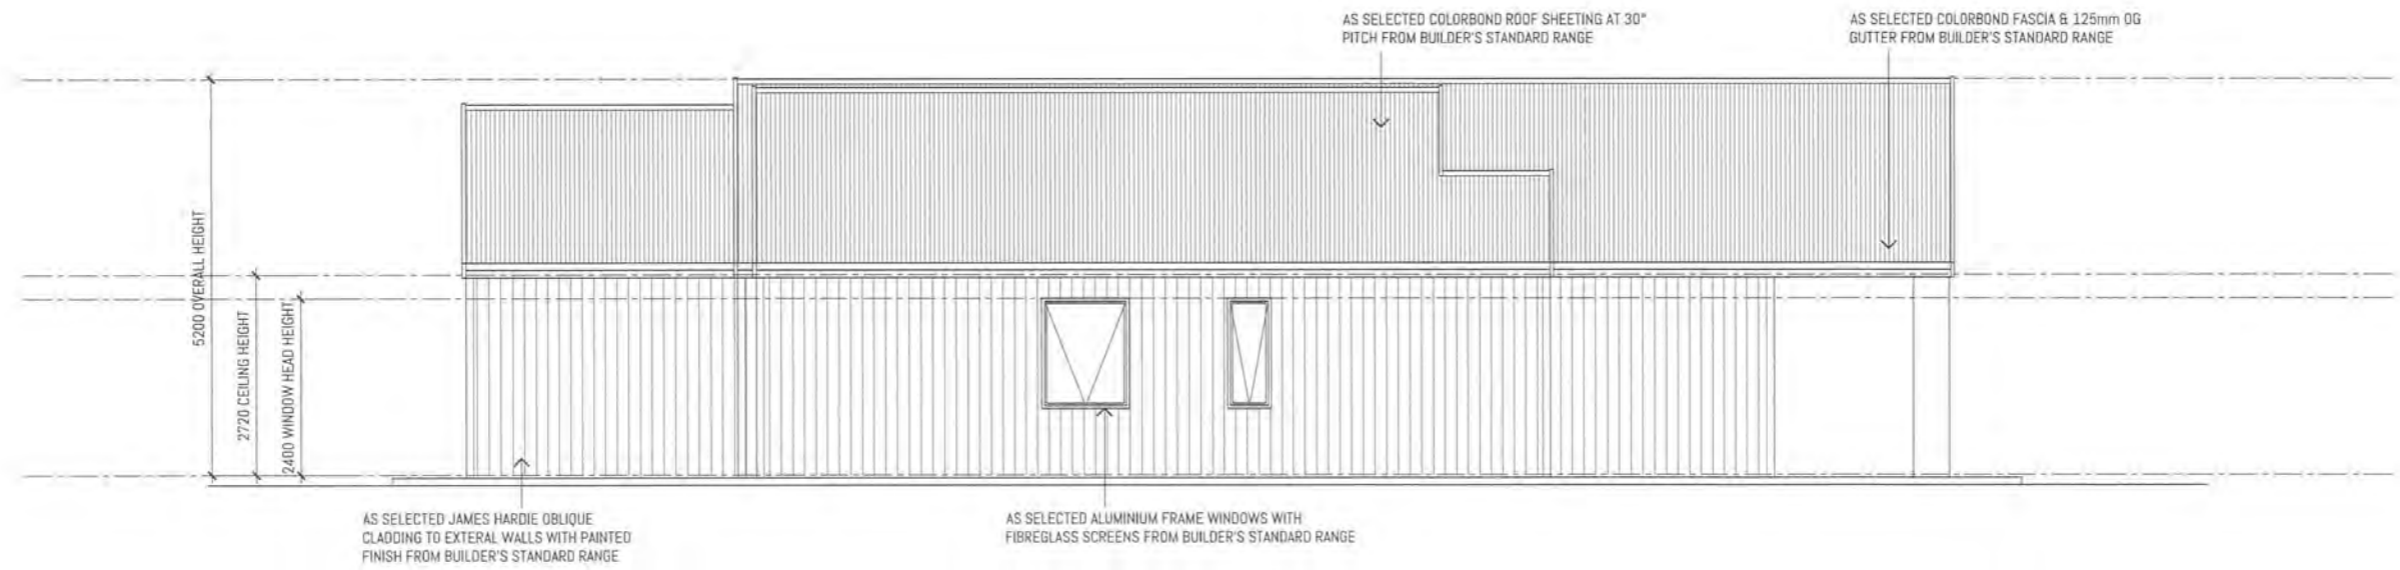 AS SELECTED COLORBOND ROOF SHEETING AT 30°
PITCH FROM BUILDER'S STANDARD RANGE
AS SELECTED COLORBOND FASCIA & 125mm OG
GUTTER FROM BUILDER'S STANDARD RANGE
5200 OVERALL HEIGHT
2720 CEILING HEIGHT
2400 WINDOW HEAD HEIGHT
AS SELECTED JAMES HARDIE OBLIQUE
CLADDING TO EXTERAL WALLS WITH PAINTED
FINISH FROM BUILDER'S STANDARD RANGE
AS SELECTED ALUMINIUM FRAME WINDOWS WITH
FIBREGLASS SCREENS FROM BUILDER'S STANDARD RANGE